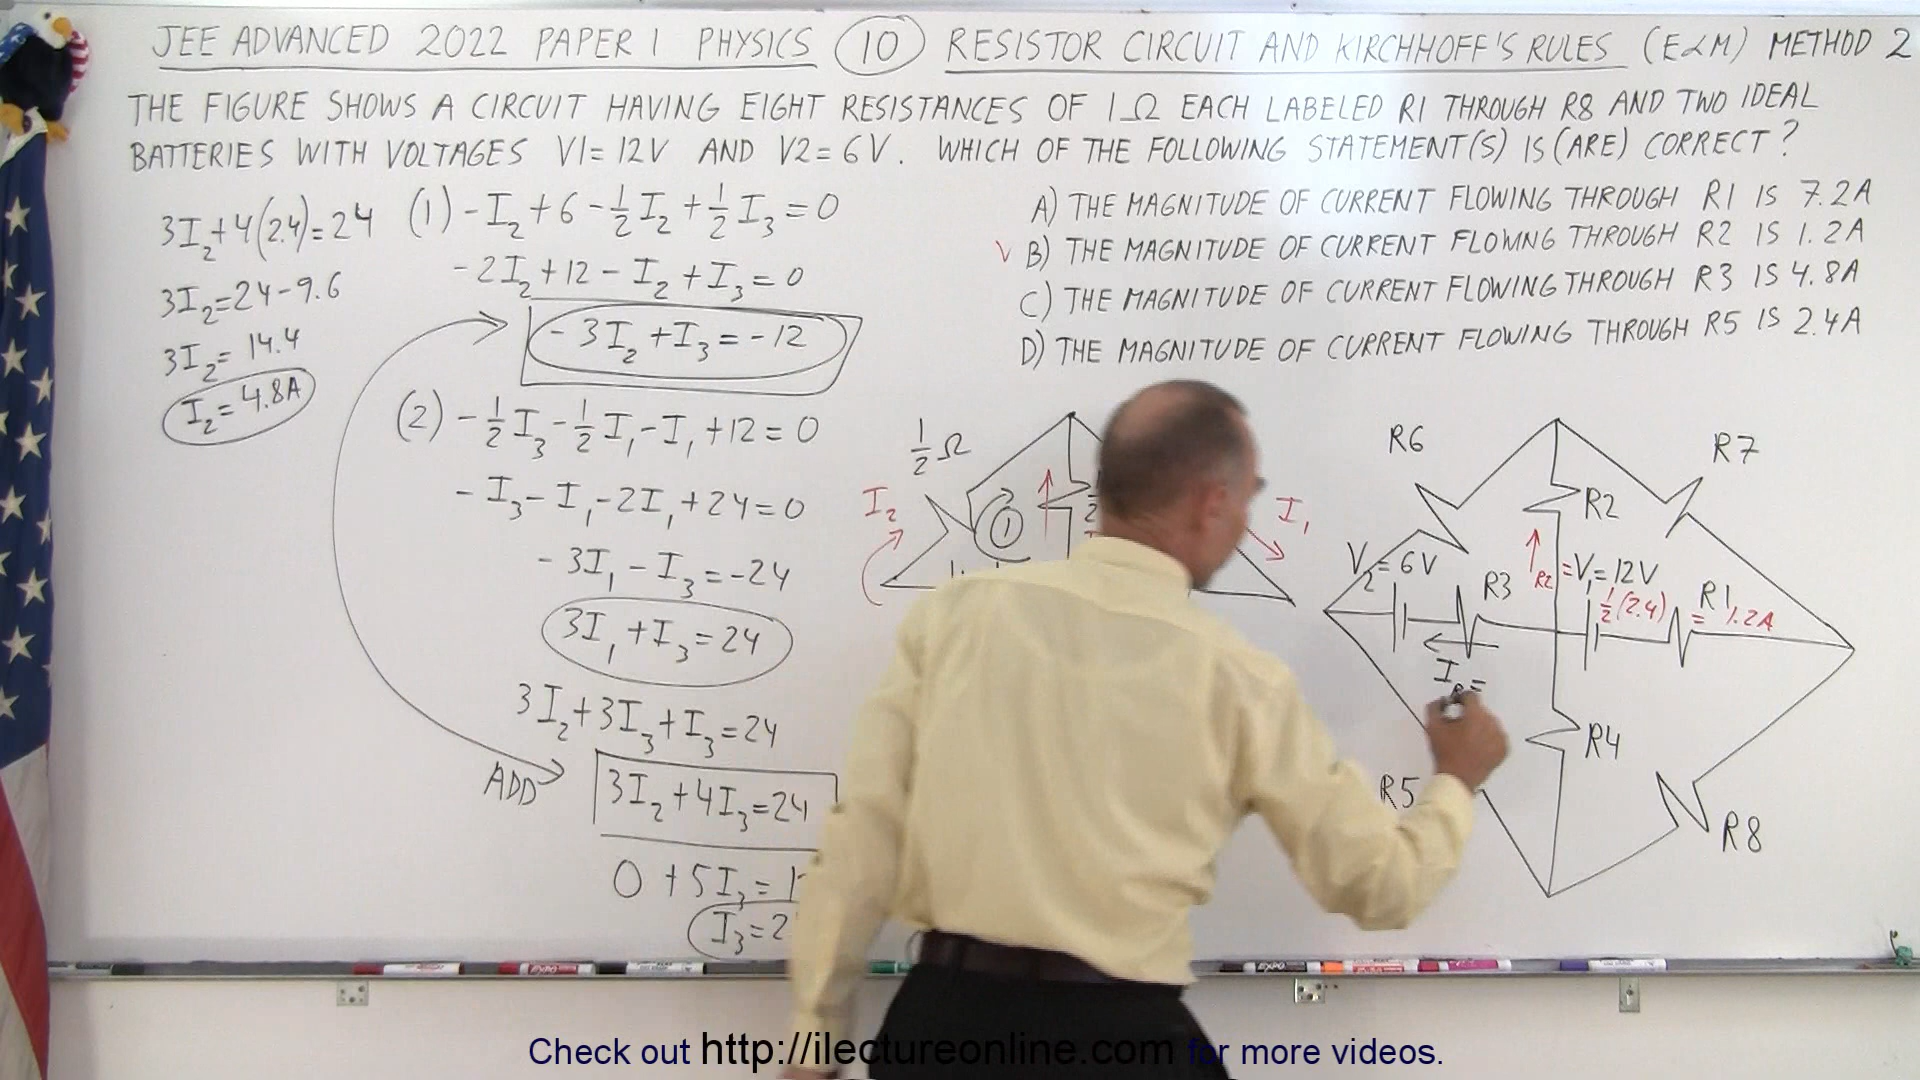 JEE ADVANCED 2022 PAPER 1 PHYSICS (10) RESISTOR CIRCUIT AND KIRCHHOFF'S RULES (E&M) METHOD 2
THE FIGURE SHOWS A CIRCUIT HAVING EIGHT RESISTANCES OF 1Ω EACH LABELED R1 THROUGH R8 AND TWO IDEAL
BATTERIES WITH VOLTAGES V1=12V AND V2=6V. WHICH OF THE FOLLOWING STATEMENT(S) IS (ARE) CORRECT?
3I₂+4(2.4)=24
3I₂=24-9.6
3I₂=14.4
I₂=4.8A
(1) -I₂+6-½I₂+½I₃=0
-2I₂+12-I₂+I₃=0
-3I₂+I₃=-12
(2) -½I₃-½I₁-I₁+12=0
-I₃-I₁-2I₁+24=0
-3I₁-I₃=-24
3I₁+I₃=24
3I₂+3I₃+I₃=24
ADD 3I₂+4I₃=24
0+5I₃=1
I₃=2
A) THE MAGNITUDE OF CURRENT FLOWING THROUGH R1 IS 7.2A
√ B) THE MAGNITUDE OF CURRENT FLOWING THROUGH R2 IS 1.2A
C) THE MAGNITUDE OF CURRENT FLOWING THROUGH R3 IS 4.8A
D) THE MAGNITUDE OF CURRENT FLOWING THROUGH R5 IS 2.4A
½Ω
I₂
1
I₁
R6
R7
R2
V₂=6V
R3
R2
=V₁=12V
½(2.4)
R1
=1.2A
I
=
R4
R5
R8
EXPO
EXPO
Check out http://ilectureonline.com for more videos.